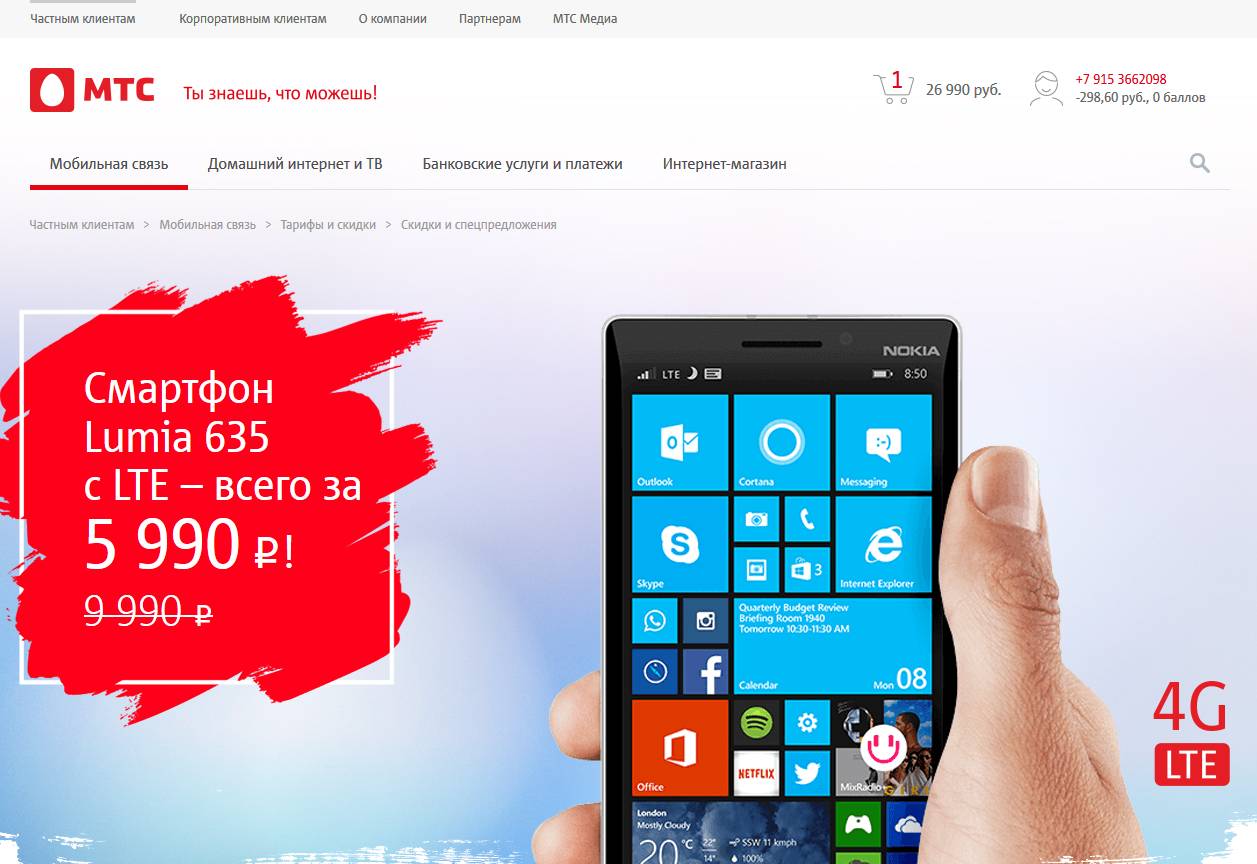 Частным клиентам
Корпоративным клиентам
О компании
Партнерам
МТС Медиа
МТС
Ты знаешь, что можешь!
1
26 990 руб.
+7 915 3662098
-298,60 руб., 0 баллов
Мобильная связь
Домашний интернет и ТВ
Банковские услуги и платежи
Интернет-магазин
Частным клиентам > Мобильная связь > Тарифы и скидки > Скидки и спецпредложения
Смартфон
Lumia 635
с LTE – всего за
5 990 ₽!
9 990 ₽
NOKIA
LTE
8:50
Outlook
Cortana
Messaging
Skype
3
Internet Explorer
Quarterly Budget Review
Briefing Room 1940
Tomorrow 10:30-11:30 AM
Calendar
Mon 08
Office
NETFLIX
MixRadio
London
Mostly Cloudy
20°C
22°
14°
SSW 11 kmph
100%
4G
LTE